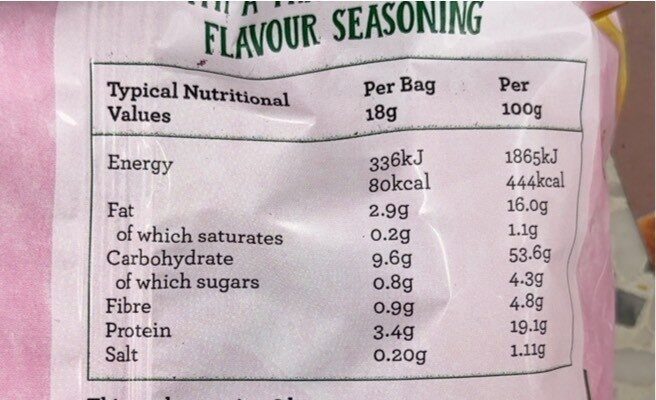 FLAVOUR SEASONING
Typical Nutritional Values Per Bag 18g Per 100g
Energy 336kJ 1865kJ
80kcal 444kcal
Fat 2.9g 16.0g
of which saturates 0.2g 1.1g
Carbohydrate 9.6g 53.6g
of which sugars 0.8g 4.3g
Fibre 0.9g 4.8g
Protein 3.4g 19.1g
Salt 0.20g 1.11g